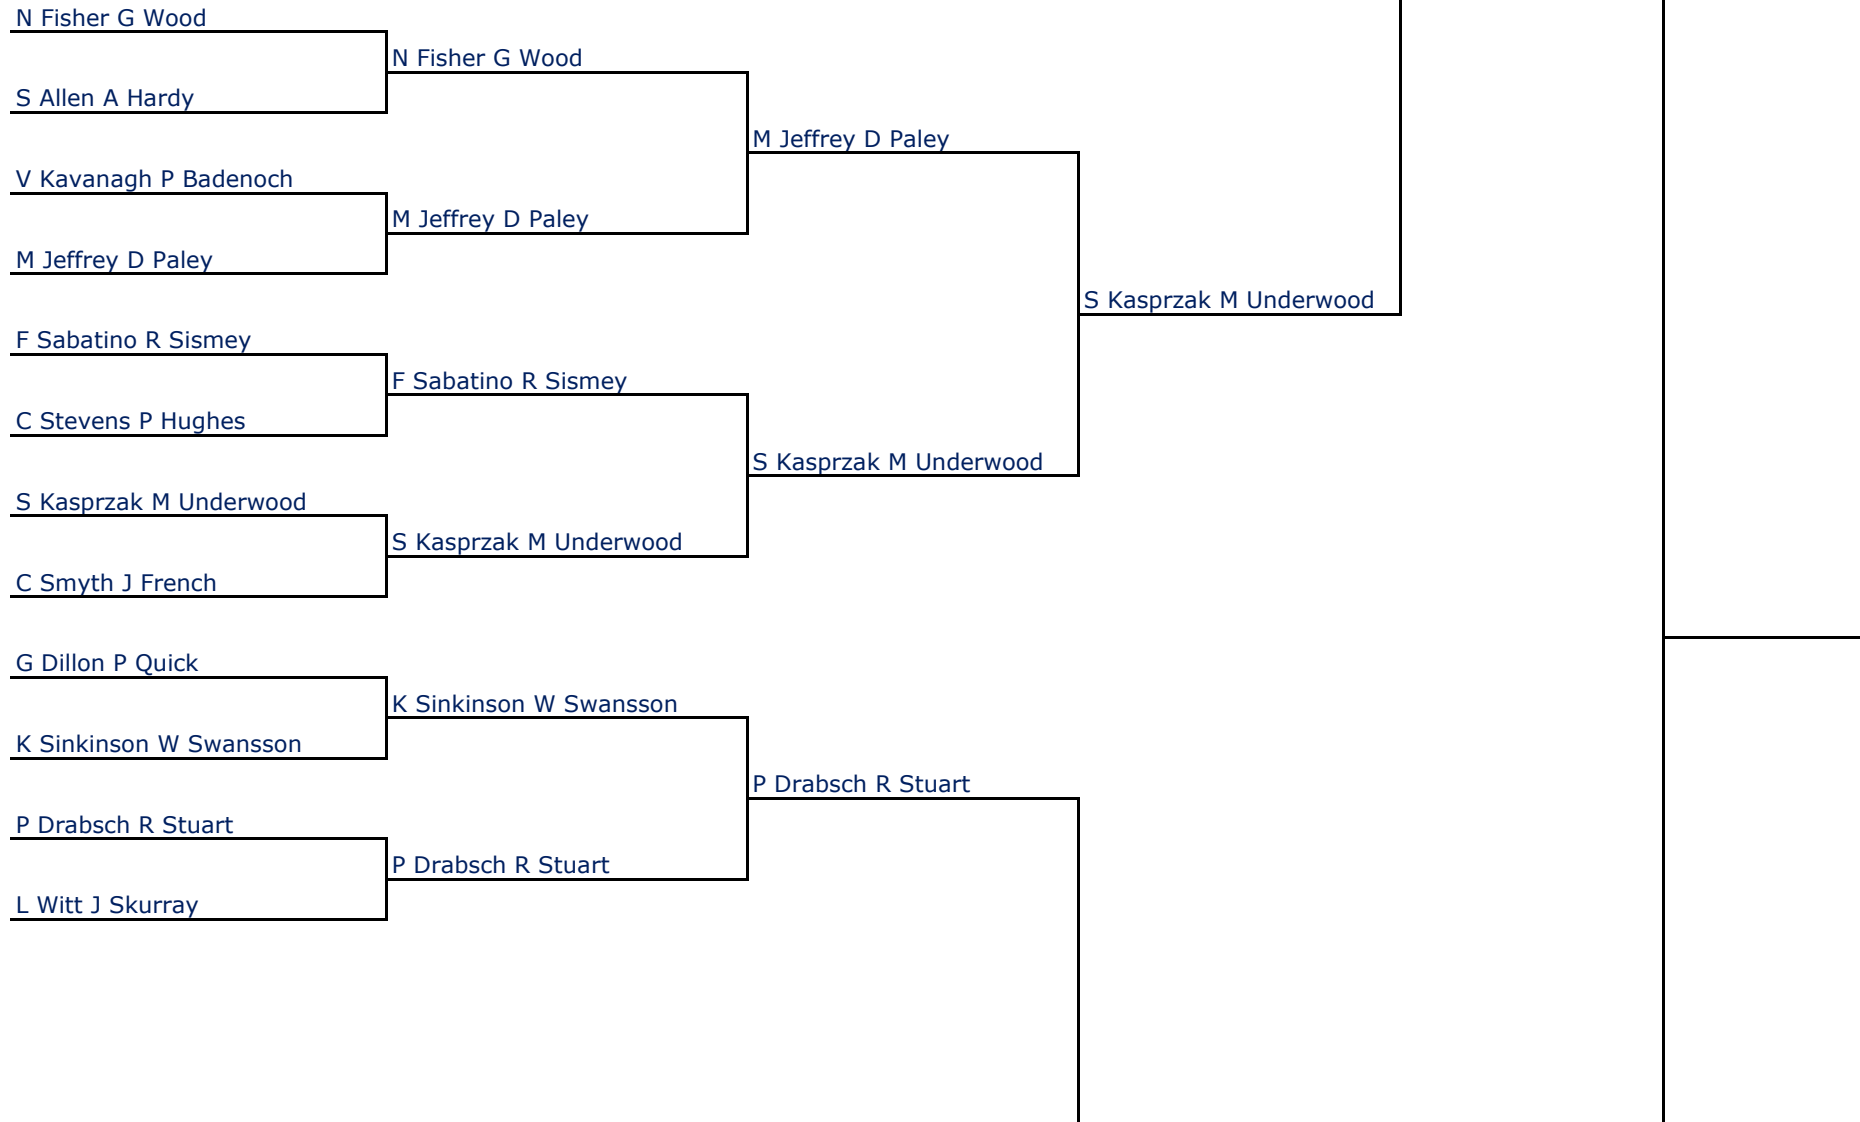 N Fisher G Wood
N Fisher G Wood
S Allen A Hardy
M Jeffrey D Paley
V Kavanagh P Badenoch
M Jeffrey D Paley
M Jeffrey D Paley
S Kasprzak M Underwood
F Sabatino R Sismey
F Sabatino R Sismey
C Stevens P Hughes
S Kasprzak M Underwood
S Kasprzak M Underwood
S Kasprzak M Underwood
C Smyth J French
G Dillon P Quick
K Sinkinson W Swansson
K Sinkinson W Swansson
P Drabsch R Stuart
P Drabsch R Stuart
P Drabsch R Stuart
L Witt J Skurray